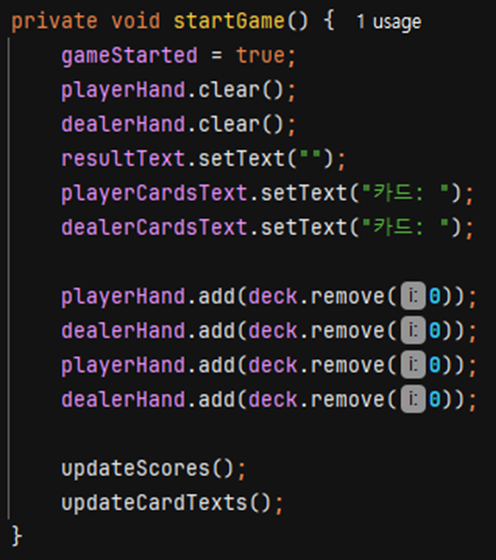 private void startGame() { 1 usage
gameStarted = true;
playerHand.clear();
dealerHand.clear();
resultText.setText("");
playerCardsText.setText("카드: ");
dealerCardsText.setText("카드: ");
playerHand.add(deck.remove( i: 0));
dealerHand.add(deck.remove( i: 0));
playerHand.add(deck.remove( i: 0));
dealerHand.add(deck.remove( i: 0));
updateScores();
updateCardTexts();
}